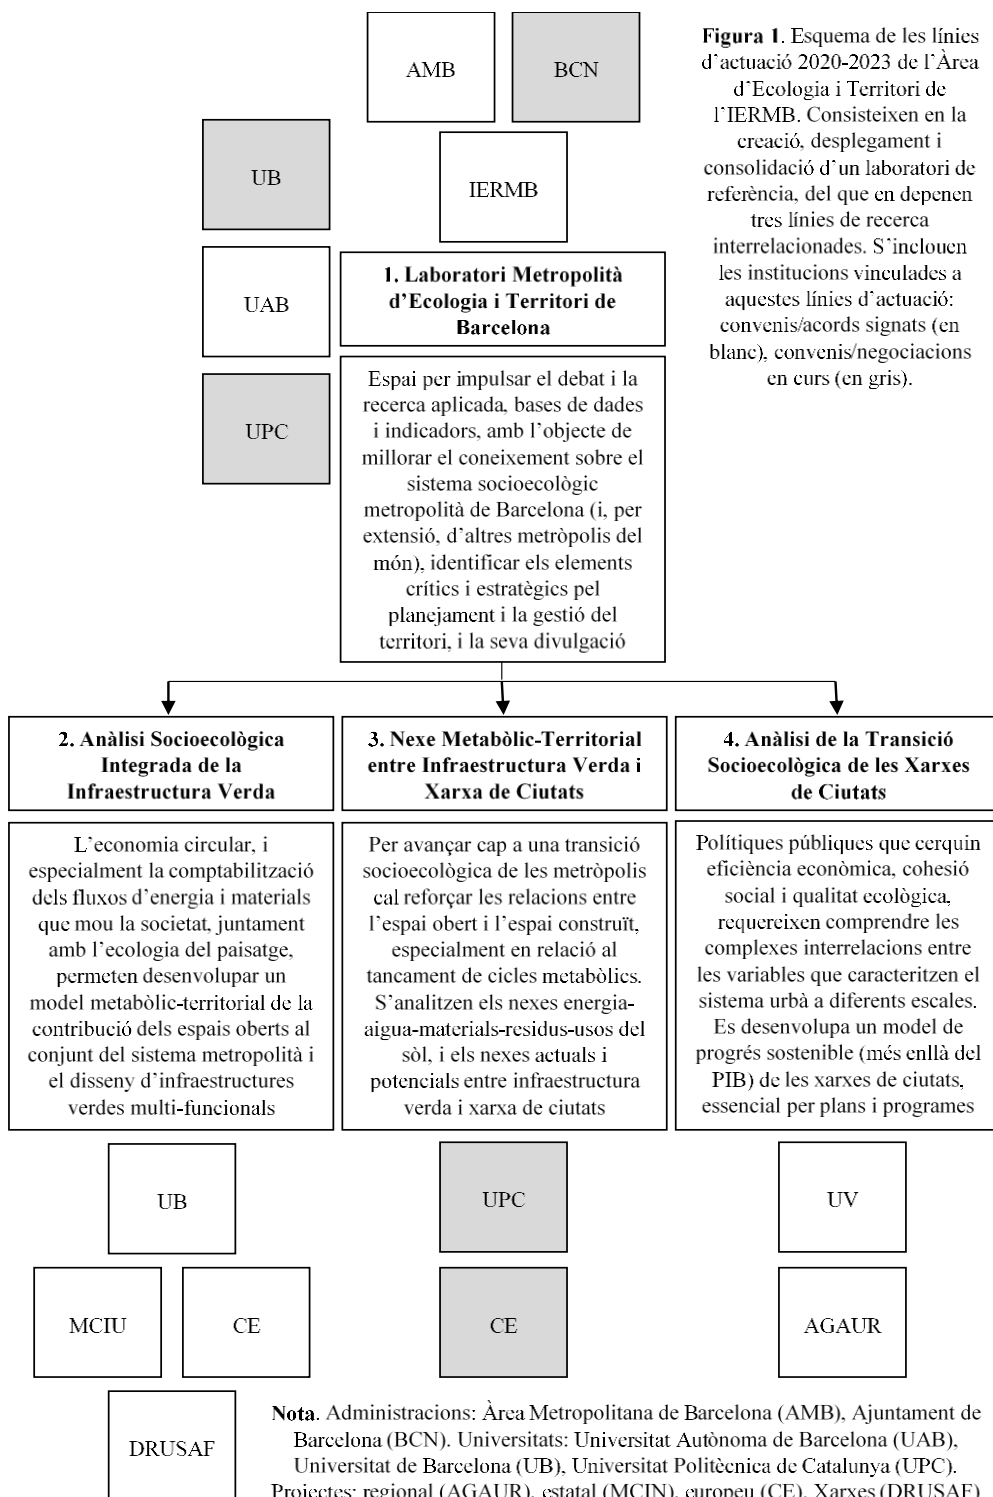 AMB
BCN
Figura 1. Esquema de les línies
d’actuació 2020-2023 de l’Àrea
d’Ecologia i Territori de
l’IERMB. Consisteixen en la
creació, desplegament i
consolidació d’un laboratori de
referència, del que en depenen
tres línies de recerca
interrelacionades. S’inclouen
les institucions vinculades a
aquestes línies d’actuació:
convenis/acords signats (en
blanc), convenis/negociacions
en curs (en gris).
UB
IERMB
UAB
UPC
1. Laboratori Metropolità
d’Ecologia i Territori de
Barcelona
Espai per impulsar el debat i la
recerca aplicada, bases de dades
i indicadors, amb l’objecte de
millorar el coneixement sobre el
sistema socioecològic
metropolità de Barcelona (i, per
extensió, d’altres metròpolis del
món), identificar els elements
crítics i estratègics pel
planejament i la gestió del
territori, i la seva divulgació
2. Anàlisi Socioecològica
Integrada de la
Infraestructura Verda
L’economia circular, i
especialment la comptabilització
dels fluxos d’energia i materials
que mou la societat, juntament
amb l’ecologia del paisatge,
permeten desenvolupar un
model metabòlic-territorial de la
contribució dels espais oberts al
conjunt del sistema metropolità i
el disseny d’infraestructures
verdes multi-funcionals
3. Nexe Metabòlic-Territorial
entre Infraestructura Verda i
Xarxa de Ciutats
Per avançar cap a una transició
socioecològica de les metròpolis
cal reforçar les relacions entre
l’espai obert i l’espai construït,
especialment en relació al
tancament de cicles metabòlics.
S’analitzen els nexes energia-
aigua-materials-residus-usos del
sòl, i els nexes actuals i
potencials entre infraestructura
verda i xarxa de ciutats
4. Anàlisi de la Transició
Socioecològica de les Xarxes
de Ciutats
Polítiques públiques que cerquin
eficiència econòmica, cohesió
social i qualitat ecològica,
requereixen comprendre les
complexes interrelacions entre
les variables que caracteritzen el
sistema urbà a diferents escales.
Es desenvolupa un model de
progrés sostenible (més enllà del
PIB) de les xarxes de ciutats,
essencial per plans i programes
UB
MCIU
CE
DRUSAF
UPC
CE
UV
AGAUR
Nota. Administracions: Àrea Metropolitana de Barcelona (AMB), Ajuntament de
Barcelona (BCN). Universitats: Universitat Autònoma de Barcelona (UAB),
Universitat de Barcelona (UB), Universitat Politècnica de Catalunya (UPC).
Projectes: regional (AGAUR), estatal (MCIN), europeu (CE). Xarxes (DRUSAF)